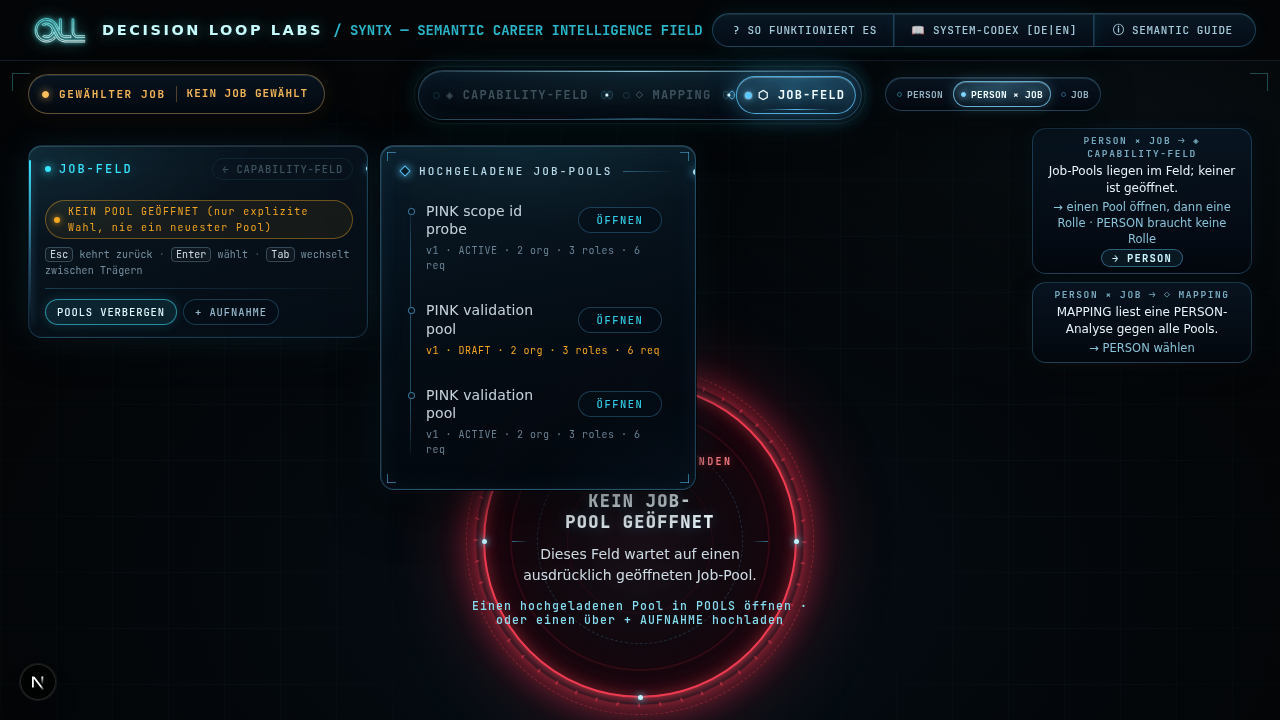 DECISION LOOP LABS / SYNTX — SEMANTIC CAREER INTELLIGENCE FIELD
? SO FUNKTIONIERT ES
📖 SYSTEM-CODEX [DE|EN]
ⓘ SEMANTIC GUIDE
GEWÄHLTER JOB | KEIN JOB GEWÄHLT
◈ CAPABILITY-FELD
◇ MAPPING
⬡ JOB-FELD
PERSON
PERSON × JOB
JOB
JOB-FELD
← CAPABILITY-FELD
KEIN POOL GEÖFFNET (nur explizite
Wahl, nie ein neuester Pool)
Esc kehrt zurück · Enter wählt · Tab wechselt
zwischen Trägern
POOLS VERBERGEN
+ AUFNAHME
HOCHGELADENE JOB-POOLS
PINK scope id
probe
ÖFFNEN
v1 · ACTIVE · 2 org · 3 roles · 6
req
PINK validation
pool
ÖFFNEN
v1 · DRAFT · 2 org · 3 roles · 6 req
PINK validation
pool
ÖFFNEN
v1 · ACTIVE · 2 org · 3 roles · 6
req
PERSON × JOB → ◈
CAPABILITY-FELD
Job-Pools liegen im Feld; keiner
ist geöffnet.
→ einen Pool öffnen, dann eine
Rolle · PERSON braucht keine
Rolle
→ PERSON
PERSON × JOB → ◇ MAPPING
MAPPING liest eine PERSON-
Analyse gegen alle Pools.
→ PERSON wählen
NDEN
KEIN JOB-
POOL GEÖFFNET
Dieses Feld wartet auf einen
ausdrücklich geöffneten Job-Pool.
Einen hochgeladenen Pool in POOLS öffnen ·
oder einen über + AUFNAHME hochladen